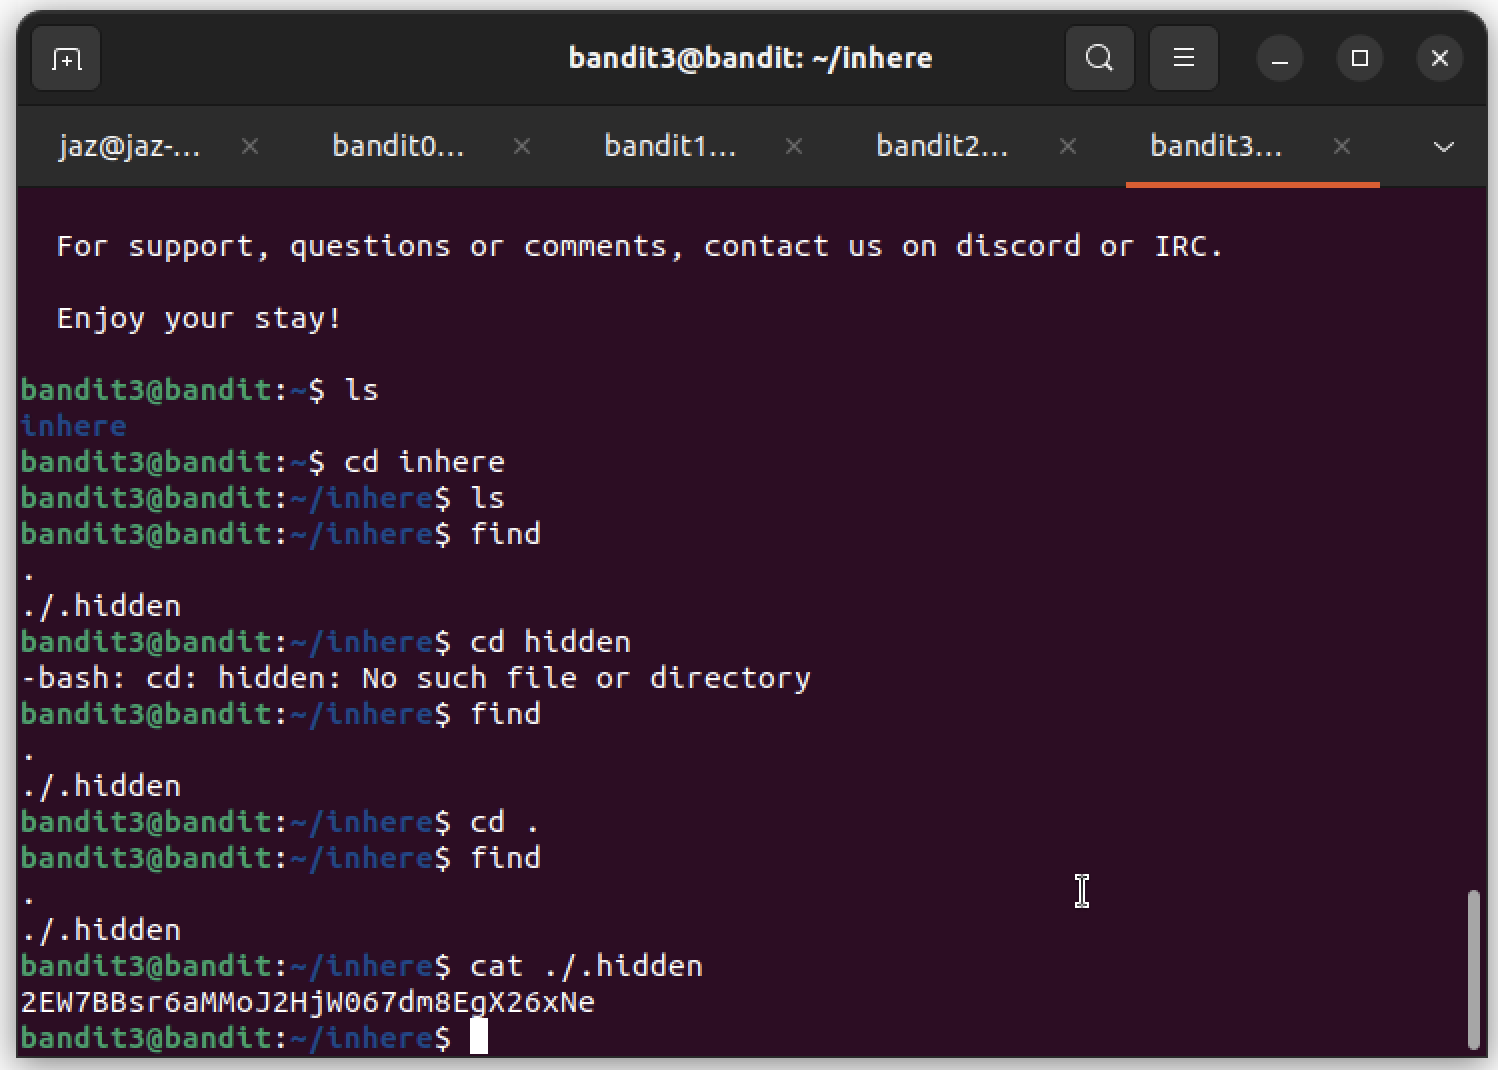 bandit3@bandit: ~/inhere
jaz@jaz-... bandit0... bandit1... bandit2... bandit3...
For support, questions or comments, contact us on discord or IRC.
Enjoy your stay!
bandit3@bandit:~$ ls
inhere
bandit3@bandit:~$ cd inhere
bandit3@bandit:~/inhere$ ls
bandit3@bandit:~/inhere$ find
.
./.hidden
bandit3@bandit:~/inhere$ cd hidden
-bash: cd: hidden: No such file or directory
bandit3@bandit:~/inhere$ find
.
./.hidden
bandit3@bandit:~/inhere$ cd .
bandit3@bandit:~/inhere$ find
.
./.hidden
bandit3@bandit:~/inhere$ cat ./.hidden
2EW7BBsr6aMMoJ2HjW067dm8EgX26xNe
bandit3@bandit:~/inhere$